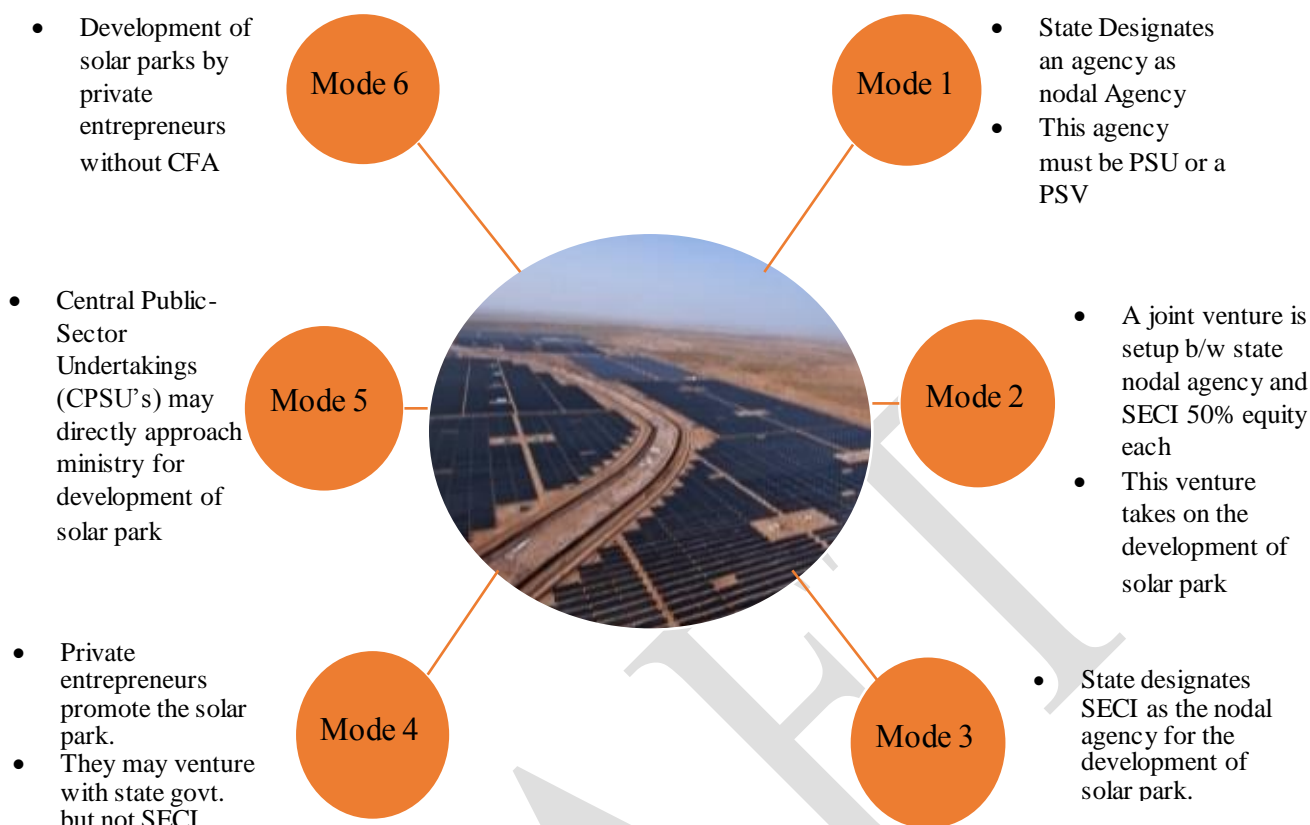 Mode 1
• State Designates
an agency as
nodal Agency
• This agency
must be PSU or a
PSV
Mode 2
• A joint venture is
setup b/w state
nodal agency and
SECI 50% equity
each
• This venture
takes on the
development of
solar park
Mode 3
• State designates
SECI as the nodal
agency for the
development of
solar park.
Mode 4
• Private
entrepreneurs
promote the solar
park.
• They may venture
with state govt.
but not SECI
Mode 5
• Central Public-
Sector
Undertakings
(CPSU’s) may
directly approach
ministry for
development of
solar park
Mode 6
• Development of
solar parks by
private
entrepreneurs
without CFA